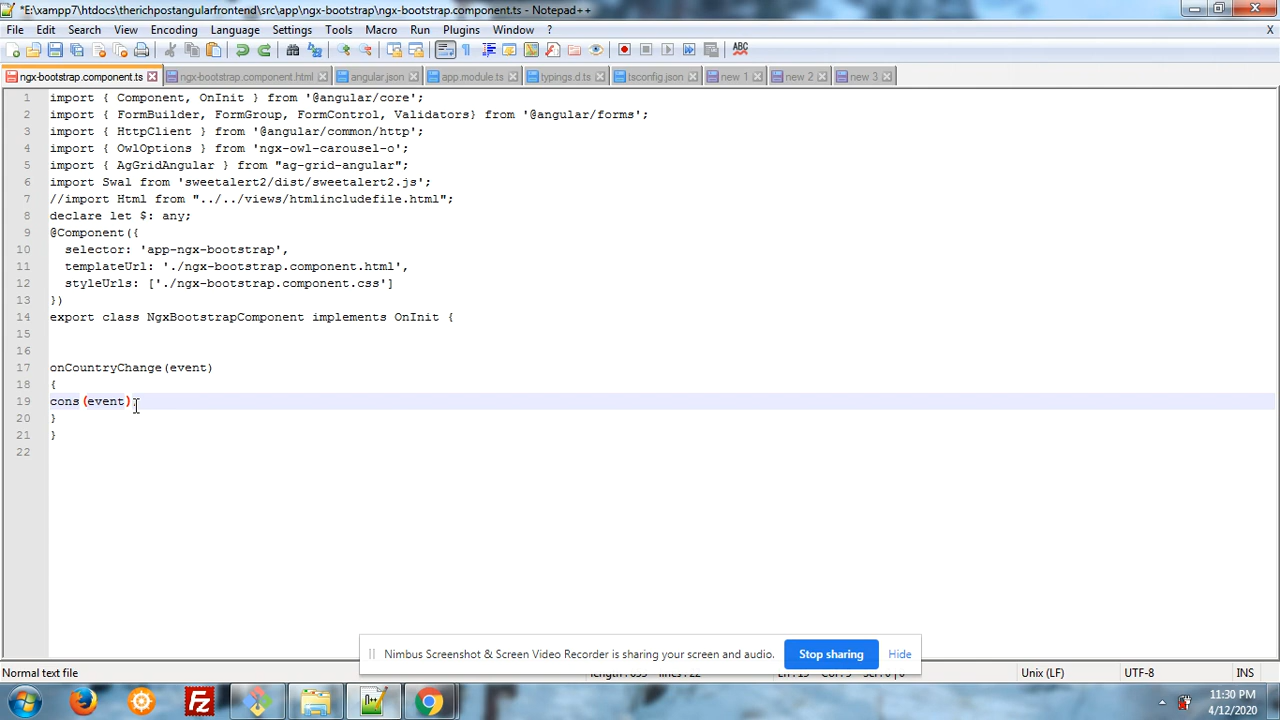 *E:\xampp7\htdocs\therichpostangularfrontend\src\app\ngx-bootstrap\ngx-bootstrap.component.ts - Notepad++
File Edit Search View Encoding Language Settings Tools Macro Run Plugins Window ? X
ngx-bootstrap.component.ts ngx-bootstrap.component.html angular.json app.module.ts typings.d.ts tsconfig.json new 1 new 2 new 3
1 import { Component, OnInit } from '@angular/core';
2 import { FormBuilder, FormGroup, FormControl, Validators} from '@angular/forms';
3 import { HttpClient } from '@angular/common/http';
4 import { OwlOptions } from 'ngx-owl-carousel-o';
5 import { AgGridAngular } from "ag-grid-angular";
6 import Swal from 'sweetalert2/dist/sweetalert2.js';
7 //import Html from "../../views/htmlincludefile.html";
8 declare let $: any;
9 @Component({
10 selector: 'app-ngx-bootstrap',
11 templateUrl: './ngx-bootstrap.component.html',
12 styleUrls: ['./ngx-bootstrap.component.css']
13 })
14 export class NgxBootstrapComponent implements OnInit {
15
16
17 onCountryChange(event)
18 {
19 cons(event)
20 }
21 }
22
Nimbus Screenshot & Screen Video Recorder is sharing your screen and audio. Stop sharing Hide
Normal text file Unix (LF) UTF-8 INS
11:30 PM
4/12/2020